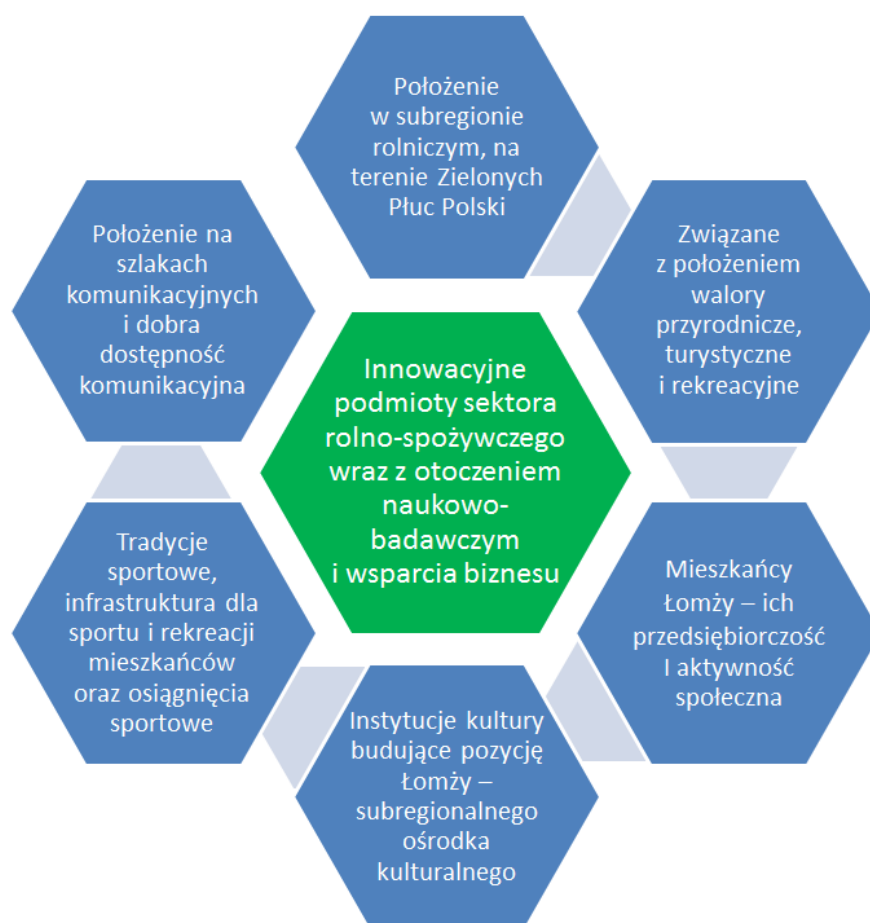 Położenie
w subregionie
rolniczym, na
terenie Zielonych
Płuc Polski
Związane
z położeniem
walory
przyrodnicze,
turystyczne
i rekreacyjne
Mieszkańcy
Łomży – ich
przedsiębiorczość
I aktywność
społeczna
Instytucje kultury
budujące pozycję
Łomży –
subregionalnego
ośrodka
kulturalnego
Tradycje
sportowe,
infrastruktura dla
sportu i rekreacji
mieszkańców
oraz osiągnięcia
sportowe
Położenie na
szlakach
komunikacyjnych
i dobra
dostępność
komunikacyjna
Innowacyjne
podmioty sektora
rolno-spożywczego
wraz z otoczeniem
naukowo-
badawczym
i wsparcia biznesu